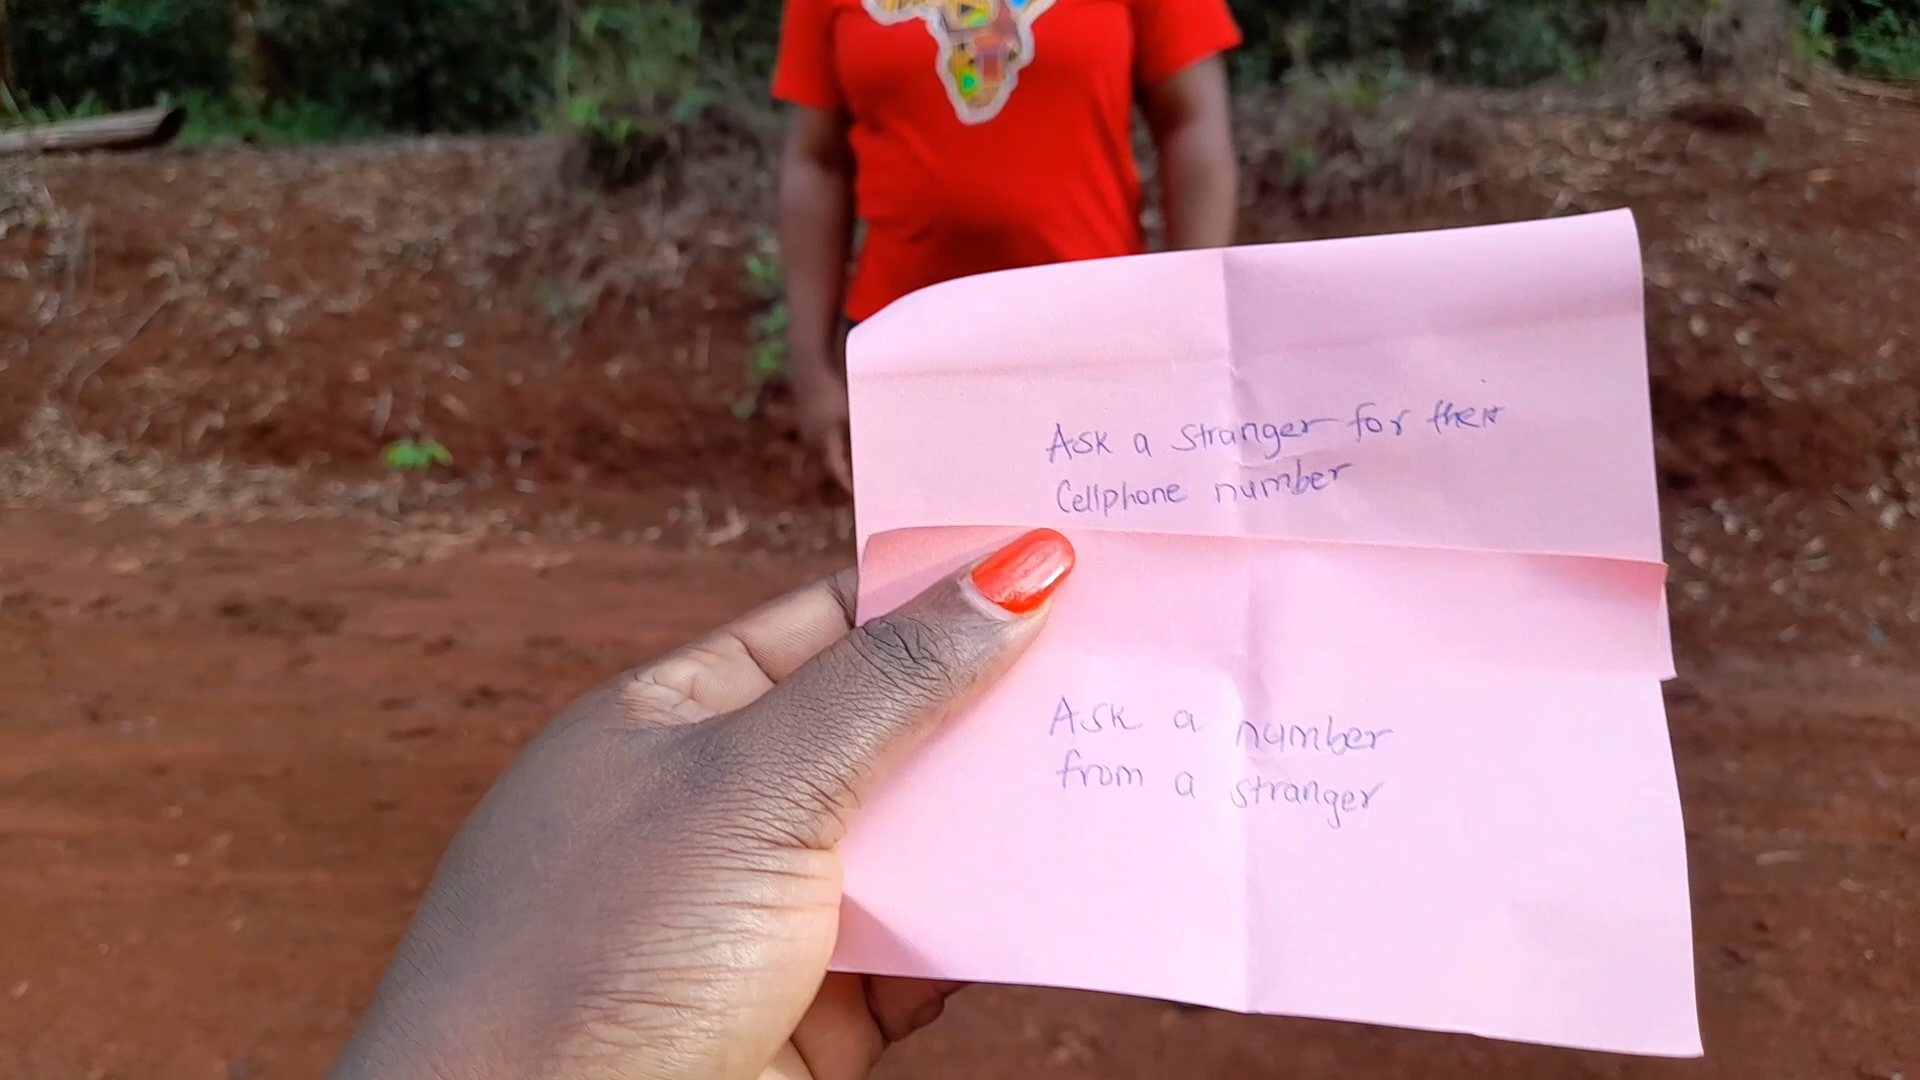 Ask a stranger for their
Cellphone number
Ask a number
from a stranger